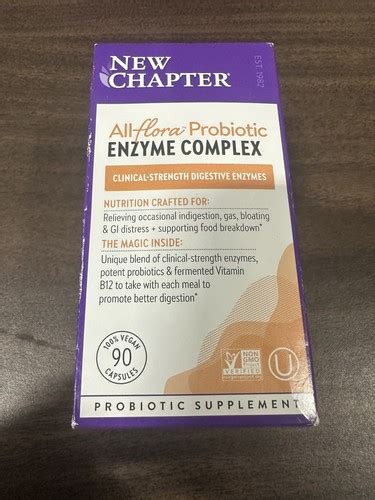 NEW
CHAPTER®
EST. 1982
Allflora™ Probiotic
ENZYME COMPLEX
CLINICAL-STRENGTH DIGESTIVE ENZYMES
NUTRITION CRAFTED FOR:
Relieving occasional indigestion, gas, bloating
& GI distress + supporting food breakdown*
THE MAGIC INSIDE:
Unique blend of clinical-strength enzymes,
potent probiotics & fermented Vitamin
B12 to take with each meal to
promote better digestion*
100% VEGAN
90
CAPSULES
NON
GMO
Project
VERIFIED
U
PROBIOTIC SUPPLEMENT